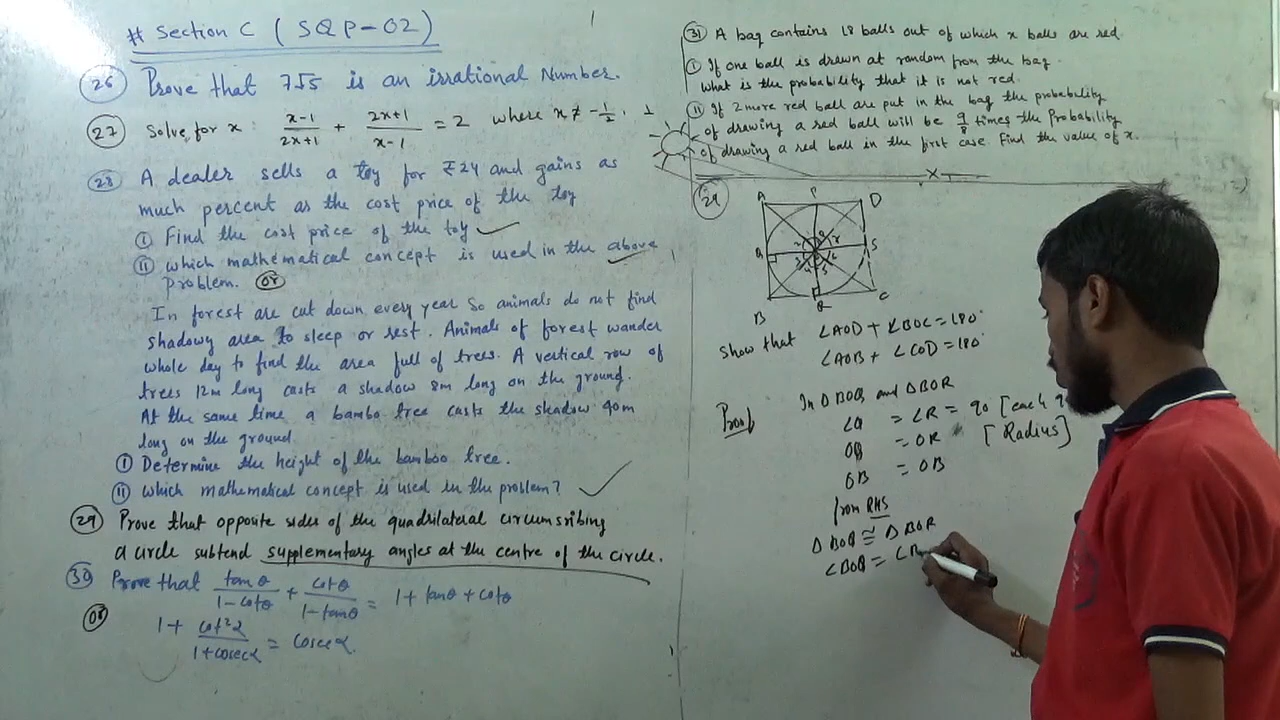 # Section C ( SQP-02 )
26 Prove that 7√5 is an irrational Number.
27 Solve for x : x-1/2x+1 + 2x+1/x-1 = 2 where x ≠ -1/2, 1
28 A dealer sells a toy for ₹24 and gains as
much percent as the cost price of the toy
i Find the cost price of the toy
ii which mathematical concept is used in the above
problem. or
In forest are cut down every year so animals do not find
shadowy area to sleep or rest. Animals of forest wander
whole day to find the area full of trees. A vertical row of
trees 12m long casts a shadow 8m long on the ground.
At the same time a bambo tree casts the shadow 40m
long on the ground
i Determine the height of the bamboo tree.
ii which mathematical concept is used in the problem?
29 Prove that opposite sides of the quadrilateral circumsribing
a circle subtend supplementary angles at the centre of the circle.
30 Prove that tanθ/1-cotθ + cotθ/1-tanθ = 1+tanθ+cotθ
or 1 + cot²α/1+cosecα = cosecα.
31 A bag contains 18 balls out of which x balls are red.
i If one ball is drawn at random from the bag.
what is the probability that it is not red.
ii If 2 more red ball are put in the bag the probability
of drawing a red ball will be 9/8 times the Probability
of drawing a red ball in the first case. Find the value of x.
x
29
A P D
Q S
B R C
Show that ∠AOD + ∠BOC = 180°
∠AOB + ∠COD = 180°
Proof In △BOQ and △BOR
∠Q = ∠R = 90 [each 9
OQ = OR [Radius]
OB = OB
from RHS
△BOQ ≅ △BOR
∠BOQ = ∠B